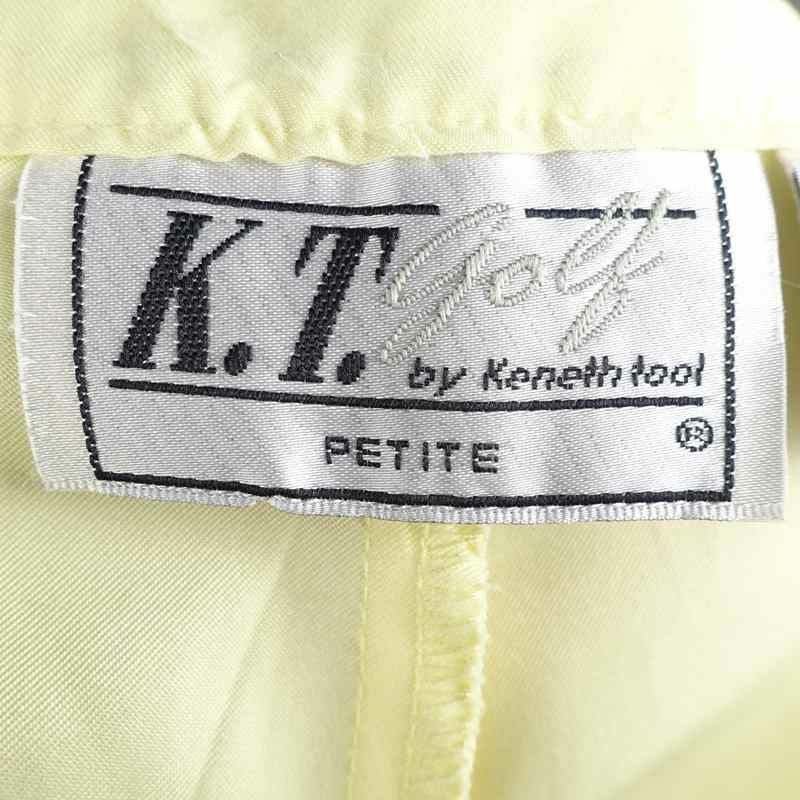 K.T. Golf
by Keneth tool
PETITE ®